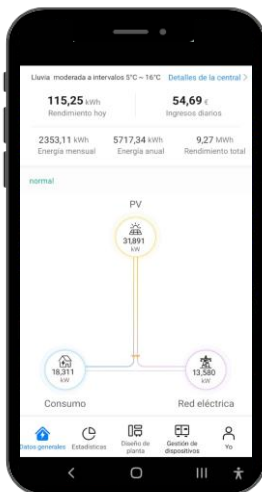 Lluvia moderada a intervalos 5°C ~ 16°C Detalles de la central >
115,25 kWh 54,69 €
Rendimiento hoy Ingresos diarios
2353,11 kWh 5717,34 kWh 9,27 MWh
Energía mensual Energía anual Rendimiento total
normal
PV
31,891
kW
18,311 13,580
kW kW
Consumo Red eléctrica
Datos generales Estadísticas Diseño de planta Gestión de dispositivos Yo